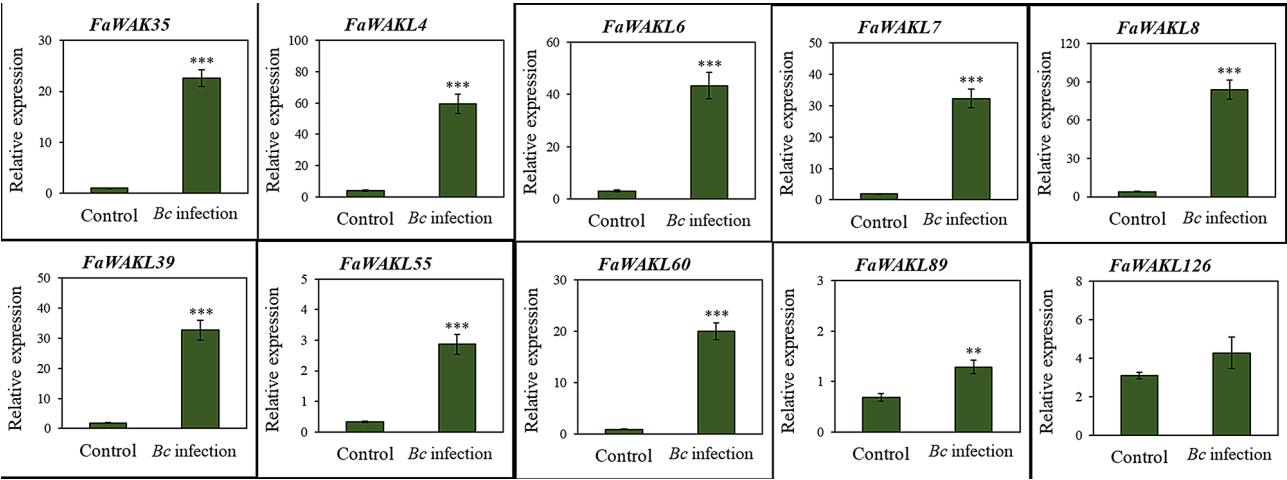 FaWAK35
Relative expression
30
20
10
0
***
Control
Bc infection
FaWAKL4
Relative expression
100
80
60
40
20
0
***
Control
Bc infection
FaWAKL6
Relative expression
60
40
20
0
***
Control
Bc infection
FaWAKL7
Relative expression
50
40
30
20
10
0
***
Control
Bc infection
FaWAKL8
Relative expression
120
90
60
30
0
***
Control
Bc infection
FaWAKL39
Relative expression
50
40
30
20
10
0
***
Control
Bc infection
FaWAKL55
Relative expression
5
4
3
2
1
0
***
Control
Bc infection
FaWAKL60
Relative expression
30
20
10
0
***
Control
Bc infection
FaWAKL89
Relative expression
3
2
1
0
**
Control
Bc infection
FaWAKL126
Relative expression
8
6
4
2
0
Control
Bc infection